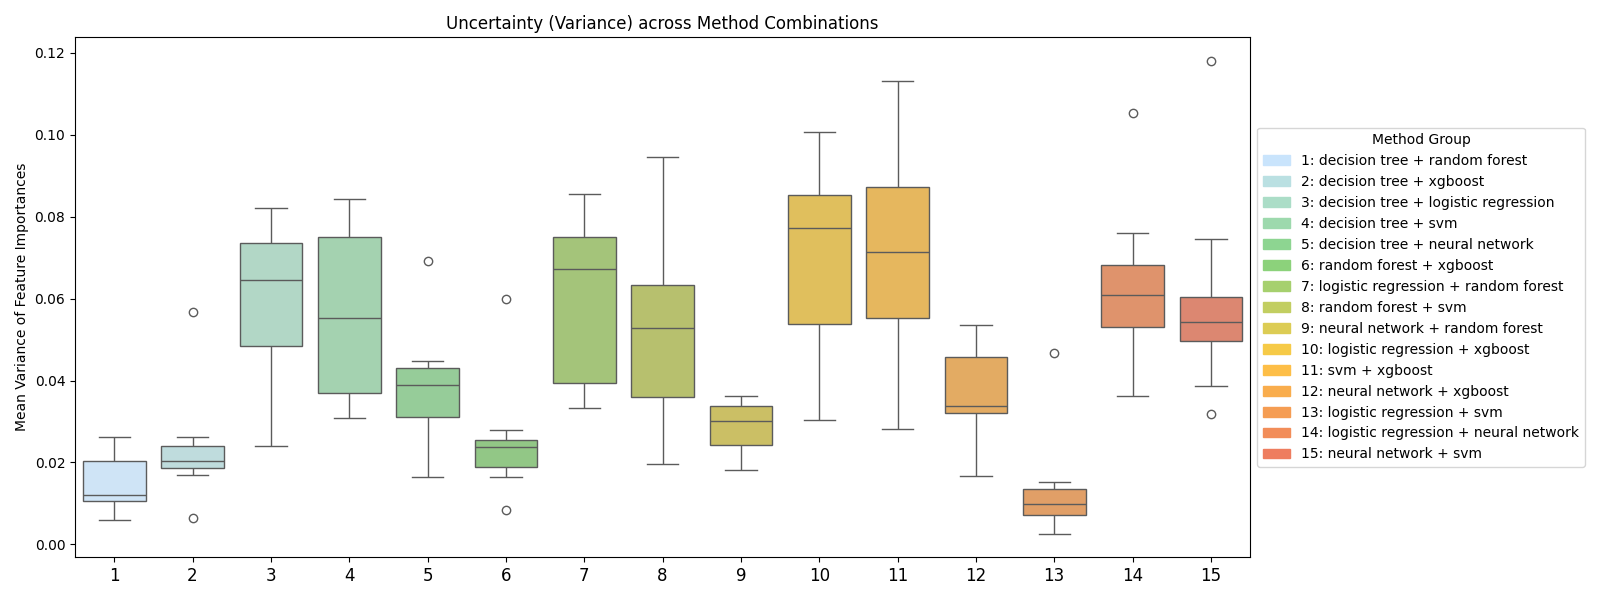 Uncertainty (Variance) across Method Combinations
Mean Variance of Feature Importances
0.12
0.10
0.08
0.06
0.04
0.02
0.00
1 2 3 4 5 6 7 8 9 10 11 12 13 14 15
Method Group
1: decision tree + random forest
2: decision tree + xgboost
3: decision tree + logistic regression
4: decision tree + svm
5: decision tree + neural network
6: random forest + xgboost
7: logistic regression + random forest
8: random forest + svm
9: neural network + random forest
10: logistic regression + xgboost
11: svm + xgboost
12: neural network + xgboost
13: logistic regression + svm
14: logistic regression + neural network
15: neural network + svm